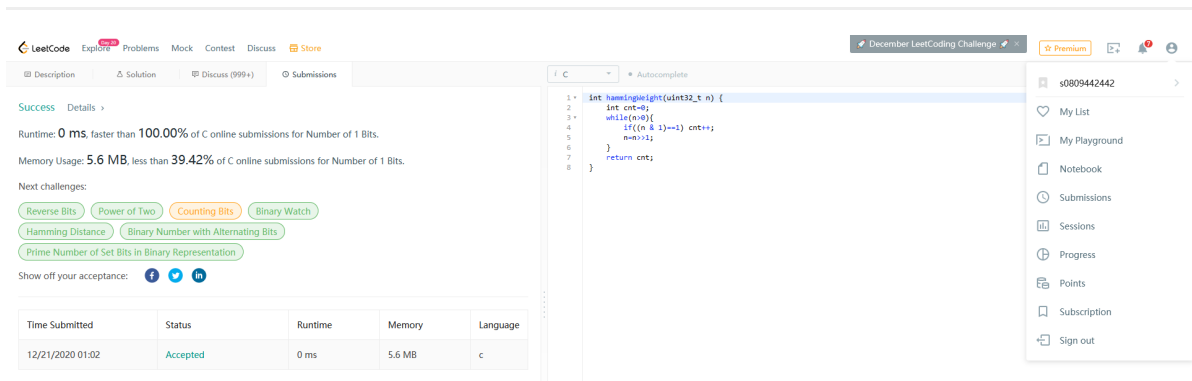 LeetCode Explore Day 20 Problems Mock Contest Discuss Store
December LeetCoding Challenge ×
Premium 9
Description Solution Discuss (999+) Submissions
Success Details ›
Runtime: 0 ms, faster than 100.00% of C online submissions for Number of 1 Bits.
Memory Usage: 5.6 MB, less than 39.42% of C online submissions for Number of 1 Bits.
Next challenges:
Reverse Bits Power of Two Counting Bits Binary Watch
Hamming Distance Binary Number with Alternating Bits
Prime Number of Set Bits in Binary Representation
Show off your acceptance:
Time Submitted Status Runtime Memory Language
12/21/2020 01:02 Accepted 0 ms 5.6 MB c
i C Autocomplete
1 int hammingWeight(uint32_t n) {
2 int cnt=0;
3 while(n>0){
4 if((n & 1)==1) cnt++;
5 n=n>>1;
6 }
7 return cnt;
8 }
s0809442442
My List
My Playground
Notebook
Submissions
Sessions
Progress
Points
Subscription
Sign out